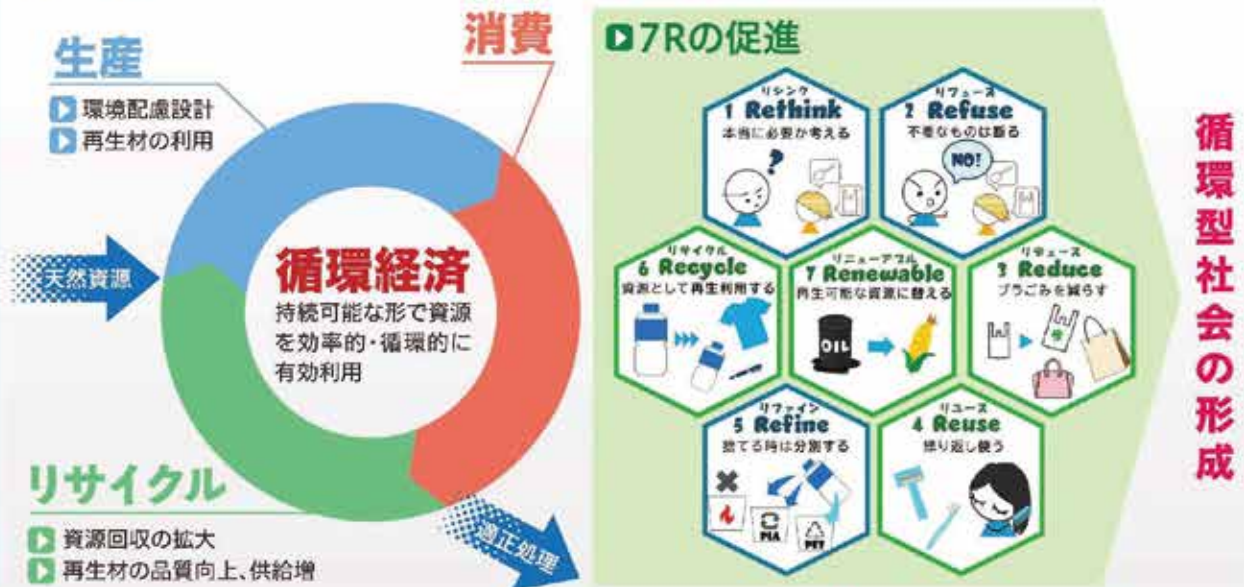 生産
環境配慮設計
再生材の利用
消費
天然資源
循環経済
持続可能な形で資源
を効率的・循環的に
有効利用
リサイクル
資源回収の拡大
再生材の品質向上、供給増
適正処理
7Rの促進
リシンク
1 Rethink
本当に必要か考える
?
リフューズ
2 Refuse
不要なものは断る
NO!
リサイクル
6 Recycle
資源として再生利用する
リニューアブル
7 Renewable
再生可能な資源に替える
OIL
リデュース
3 Reduce
プラごみを減らす
リファイン
5 Refine
捨てる時は分別する
PLA
PET
リユース
4 Reuse
繰り返し使う
循環型社会の形成